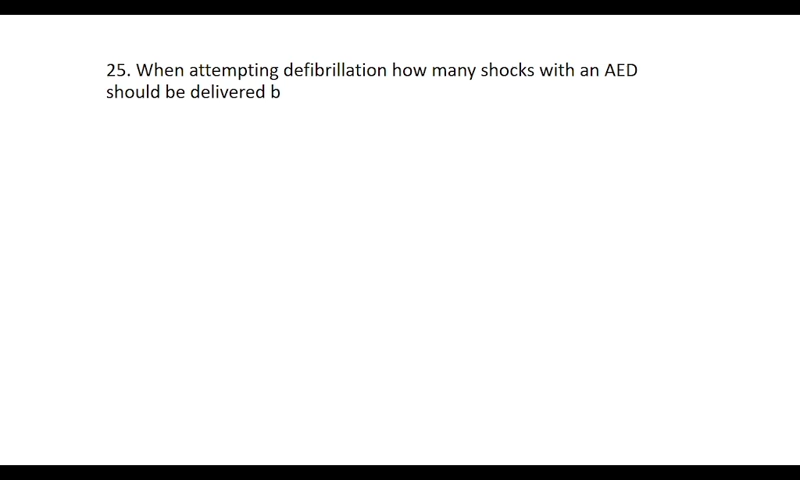 25. When attempting defibrillation how many shocks with an AED
should be delivered b